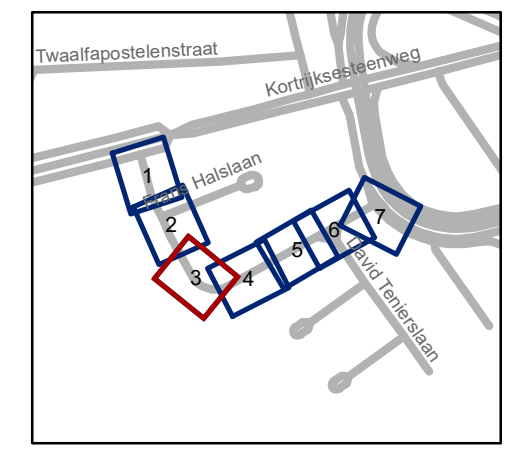 Twaalfapostelenstraat
Kortrijksesteenweg
1
Frans Halslaan
2
3
4
5
6
7
David Tenierslaan